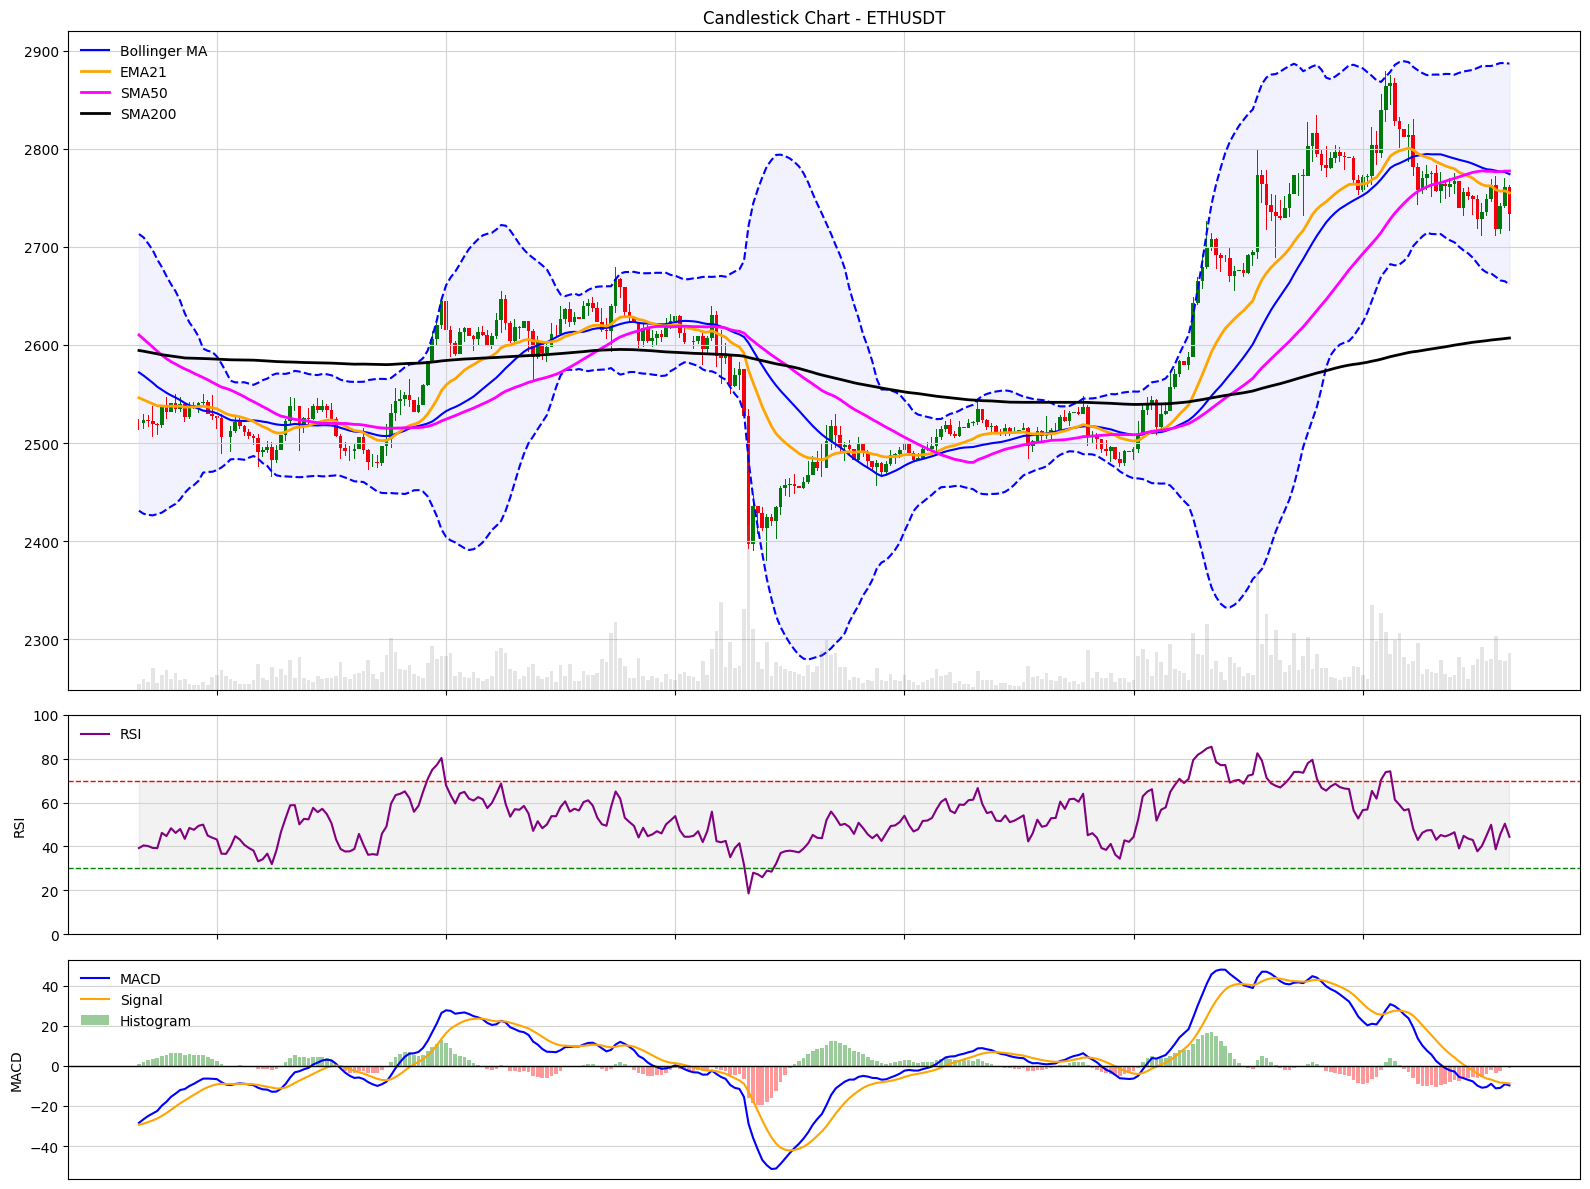 Candlestick Chart - ETHUSDT
Bollinger MA
EMA21
SMA50
SMA200
2900
2800
2700
2600
2500
2400
2300
RSI
100
80
60
40
20
0
RSI
MACD
Signal
Histogram
40
20
0
−20
−40
MACD